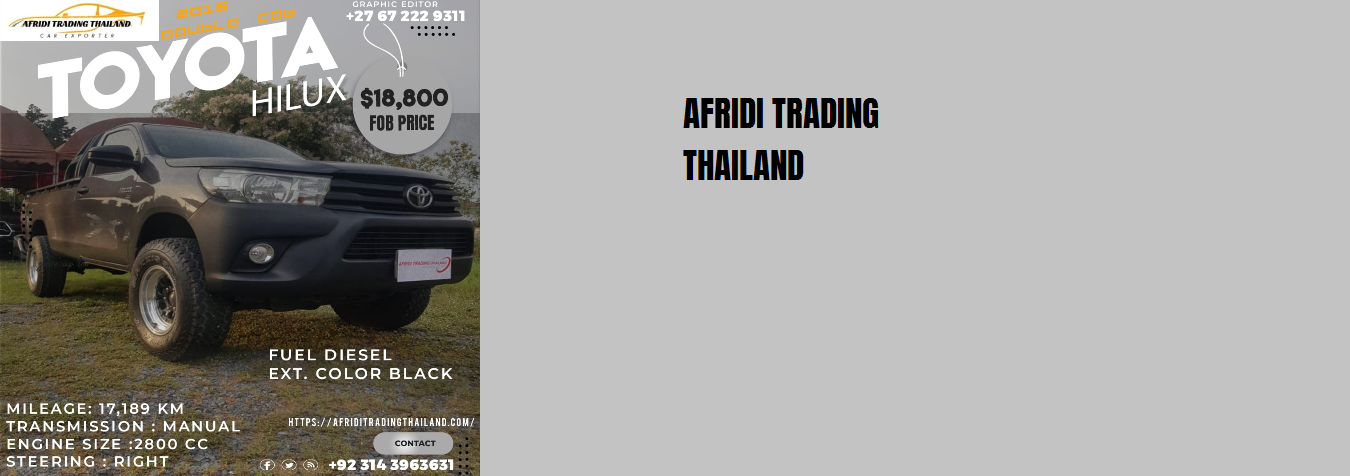 AFRIDI TRADING THAILAND
CAR EXPORTER
2016
DOUBLO COB
TOYOTA
HILUX
GRAPHIC EDITOR
+27 67 222 9311
$18,800
FOB PRICE
AFRIDI TRADING
THAILAND
AFRIDI TRADING THAILAND
FUEL DIESEL
EXT. COLOR BLACK
MILEAGE: 17,189 KM
TRANSMISSION : MANUAL
ENGINE SIZE :2800 CC
STEERING : RIGHT
HTTPS://AFRIDITRADINGTHAILAND.COM/
CONTACT
+92 314 3963631